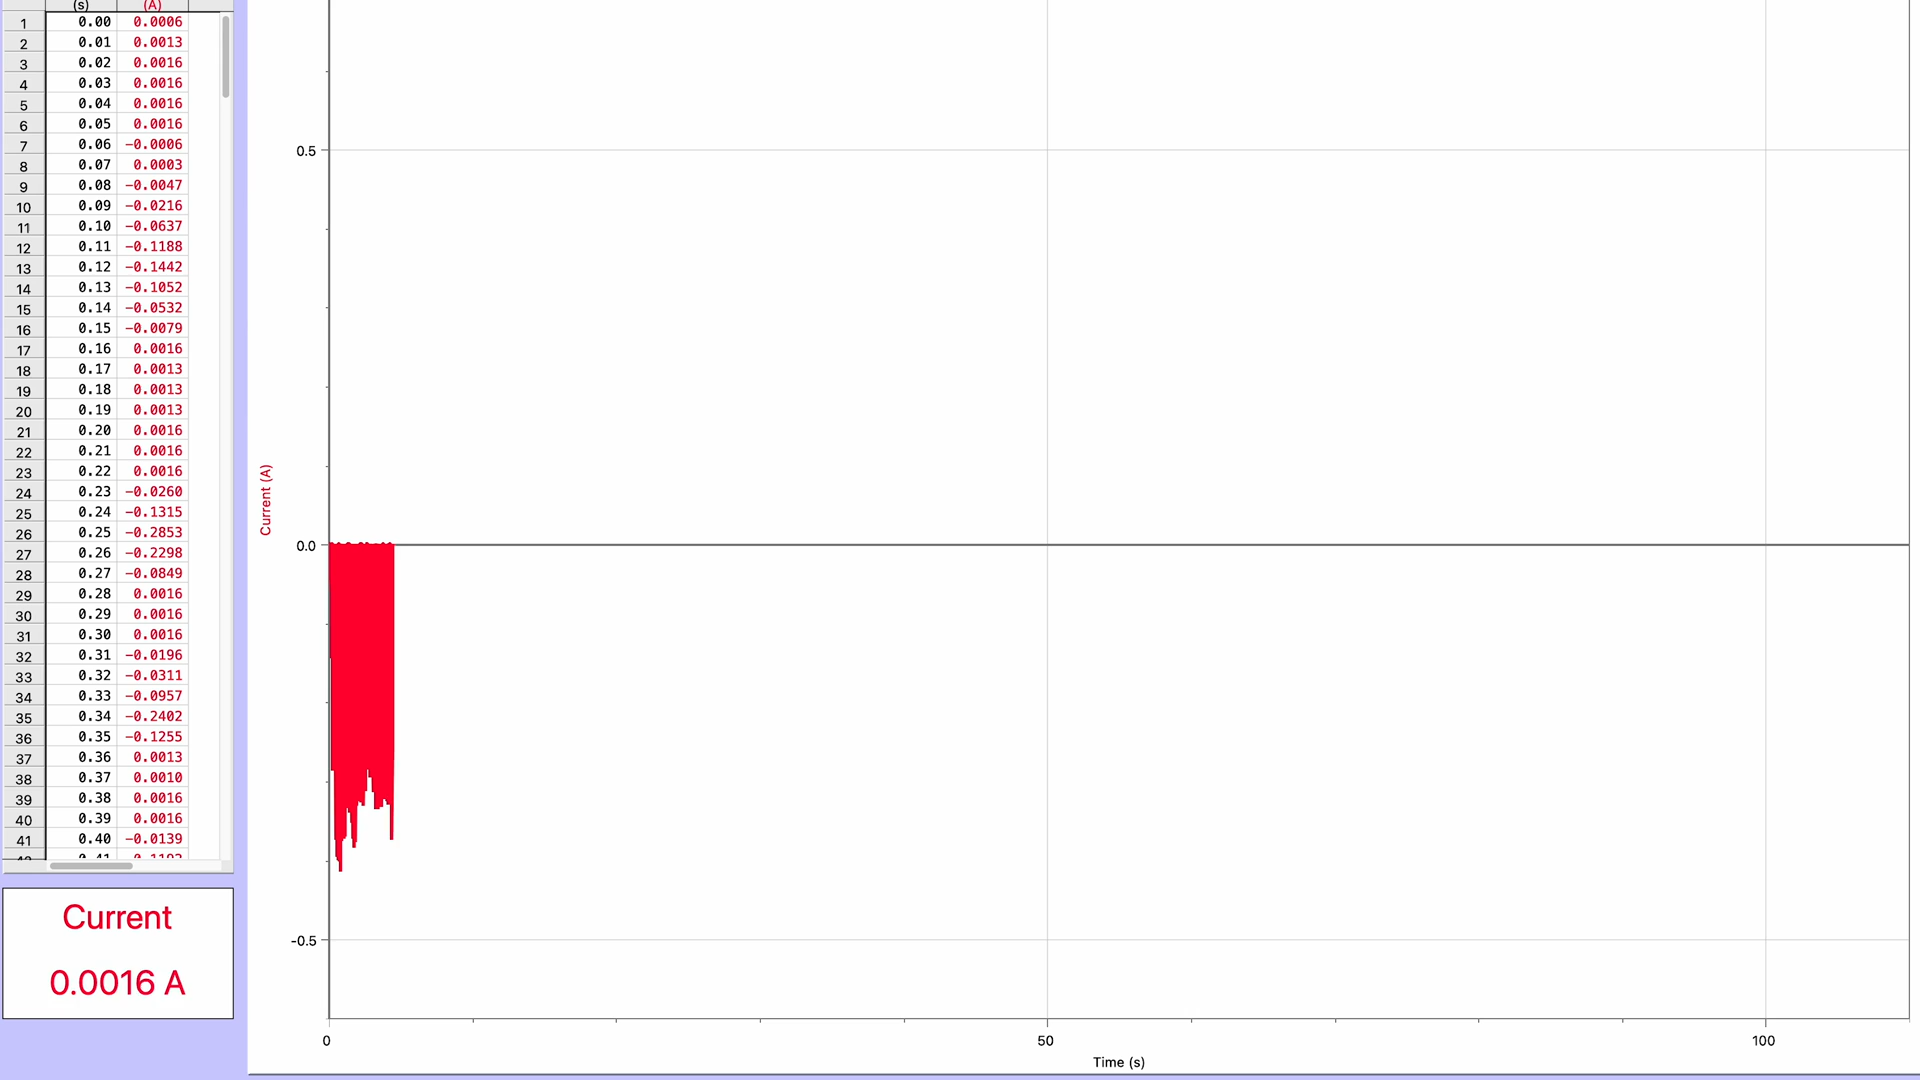 (s) (A)
1 0.00 0.0006
2 0.01 0.0013
3 0.02 0.0016
4 0.03 0.0016
5 0.04 0.0016
6 0.05 0.0016
7 0.06 -0.0006
8 0.07 0.0003
9 0.08 -0.0047
10 0.09 -0.0216
11 0.10 -0.0637
12 0.11 -0.1188
13 0.12 -0.1442
14 0.13 -0.1052
15 0.14 -0.0532
16 0.15 -0.0079
17 0.16 0.0016
18 0.17 0.0013
19 0.18 0.0013
20 0.19 0.0013
21 0.20 0.0016
22 0.21 0.0016
23 0.22 0.0016
24 0.23 -0.0260
25 0.24 -0.1315
26 0.25 -0.2853
27 0.26 -0.2298
28 0.27 -0.0849
29 0.28 0.0016
30 0.29 0.0016
31 0.30 0.0016
32 0.31 -0.0196
33 0.32 -0.0311
34 0.33 -0.0957
35 0.34 -0.2402
36 0.35 -0.1255
37 0.36 0.0013
38 0.37 0.0010
39 0.38 0.0016
40 0.39 0.0016
41 0.40 -0.0139
Current
0.0016 A
0.5
0.0
-0.5
Current (A)
0 50 100
Time (s)